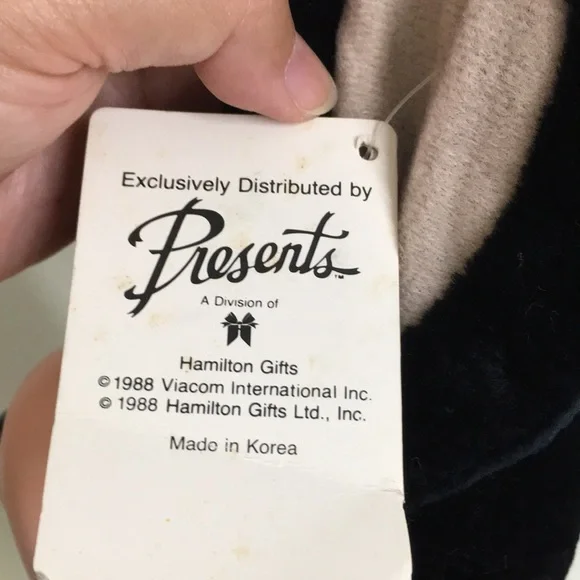 Exclusively Distributed by
Presents™
A Division of
H
Hamilton Gifts
© 1988 Viacom International Inc.
© 1988 Hamilton Gifts Ltd., Inc.
Made in Korea